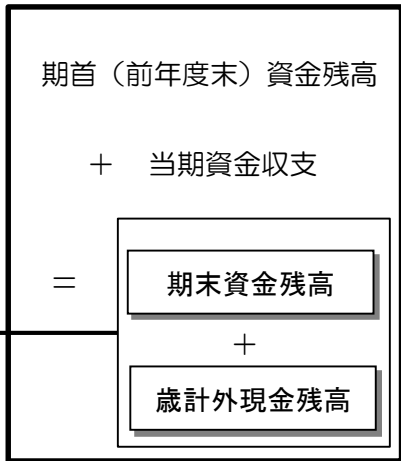 期首（前年度末）資金残高
＋　当期資金収支
＝　期末資金残高
＋
歳計外現金残高